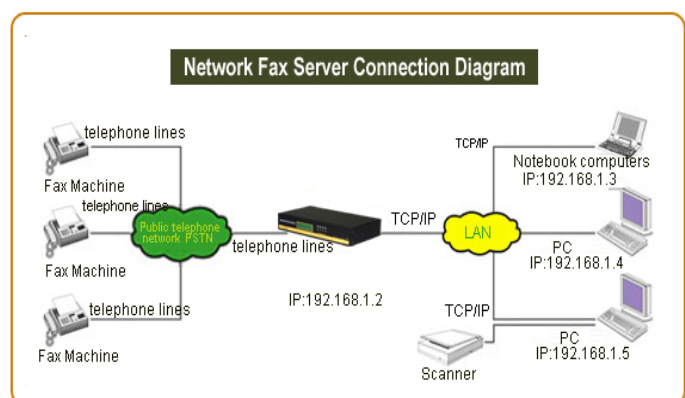 Network Fax Server Connection Diagram
telephone lines
Fax Machine
telephone lines
Fax Machine
telephone lines
Fax Machine
Public telephone
network PSTN
telephone lines
IP:192.168.1.2
TCP/IP
LAN
TCP/IP
Notebook computers
IP:192.168.1.3
PC
IP:192.168.1.4
TCP/IP
PC
IP:192.168.1.5
Scanner